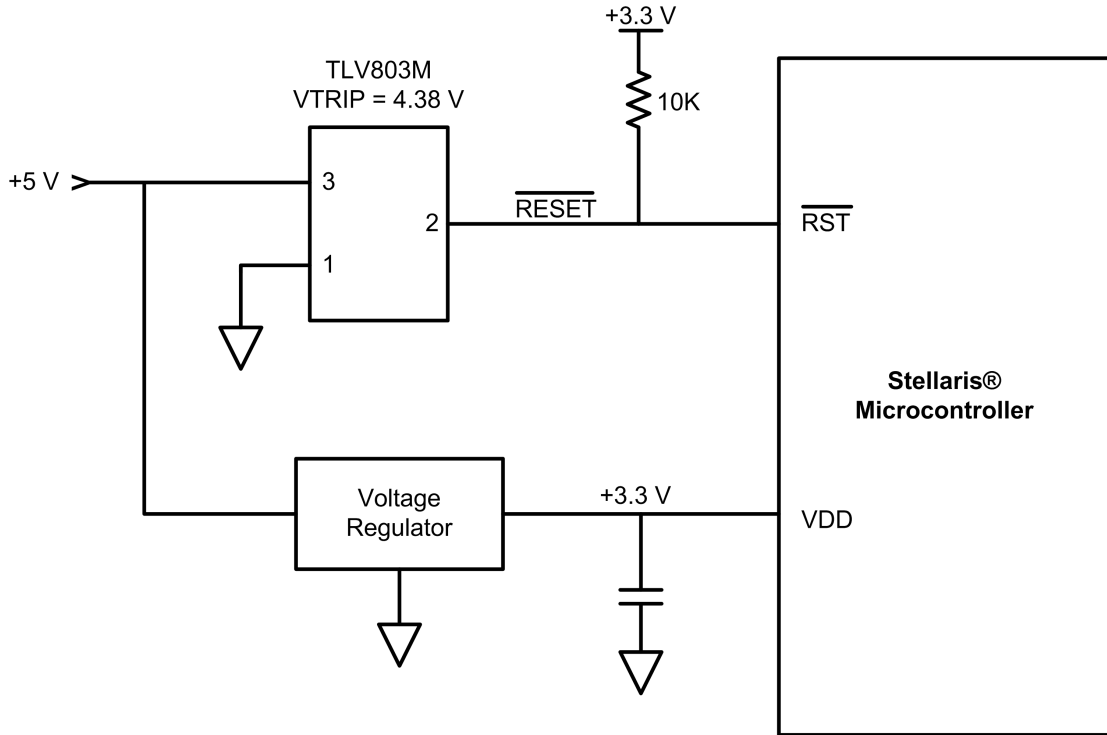 +3.3 V
TLV803M
VTRIP = 4.38 V
10K
+5 V
3
RESET
2
RST
1
Stellaris®
Microcontroller
Voltage
Regulator
+3.3 V
VDD